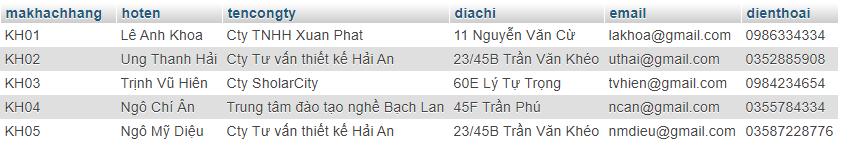 makhachhang hoten tencongty diachi email dienthoai
KH01 Lê Anh Khoa Cty TNHH Xuan Phat 11 Nguyễn Văn Cừ lakhoa@gmail.com 0986334334
KH02 Ung Thanh Hải Cty Tư vấn thiết kế Hải An 23/45B Trần Văn Khéo uthai@gmail.com 0352885908
KH03 Trịnh Vũ Hiên Cty SholarCity 60E Lý Tự Trọng tvhien@gmail.com 0984234654
KH04 Ngô Chí Ân Trung tâm đào tạo nghề Bạch Lan 45F Trần Phú ncan@gmail.com 0355784334
KH05 Ngô Mỹ Diệu Cty Tư vấn thiết kế Hải An 23/45B Trần Văn Khéo nmdieu@gmail.com 03587228776